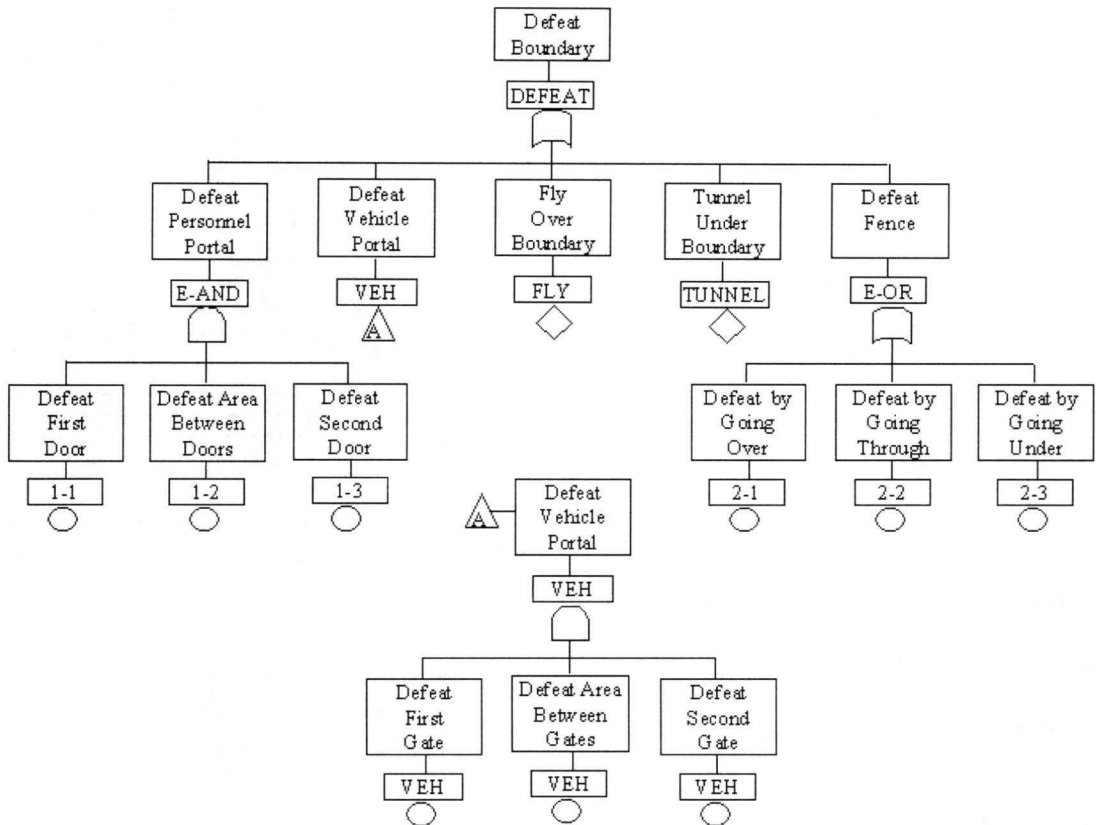 Defeat
Boundary
DEFEAT
Defeat
Personnel
Portal
E-AND
Defeat
Vehicle
Portal
VEH
A
Fly
Over
Boundary
FLY
Tunnel
Under
Boundary
TUNNEL
Defeat
Fence
E-OR
Defeat
First
Door
1-1
Defeat Area
Between
Doors
1-2
Defeat
Second
Door
1-3
Defeat by
Going
Over
2-1
Defeat by
Going
Through
2-2
Defeat by
Going
Under
2-3
A
Defeat
Vehicle
Portal
VEH
Defeat
First
Gate
VEH
Defeat Area
Between
Gates
VEH
Defeat
Second
Gate
VEH